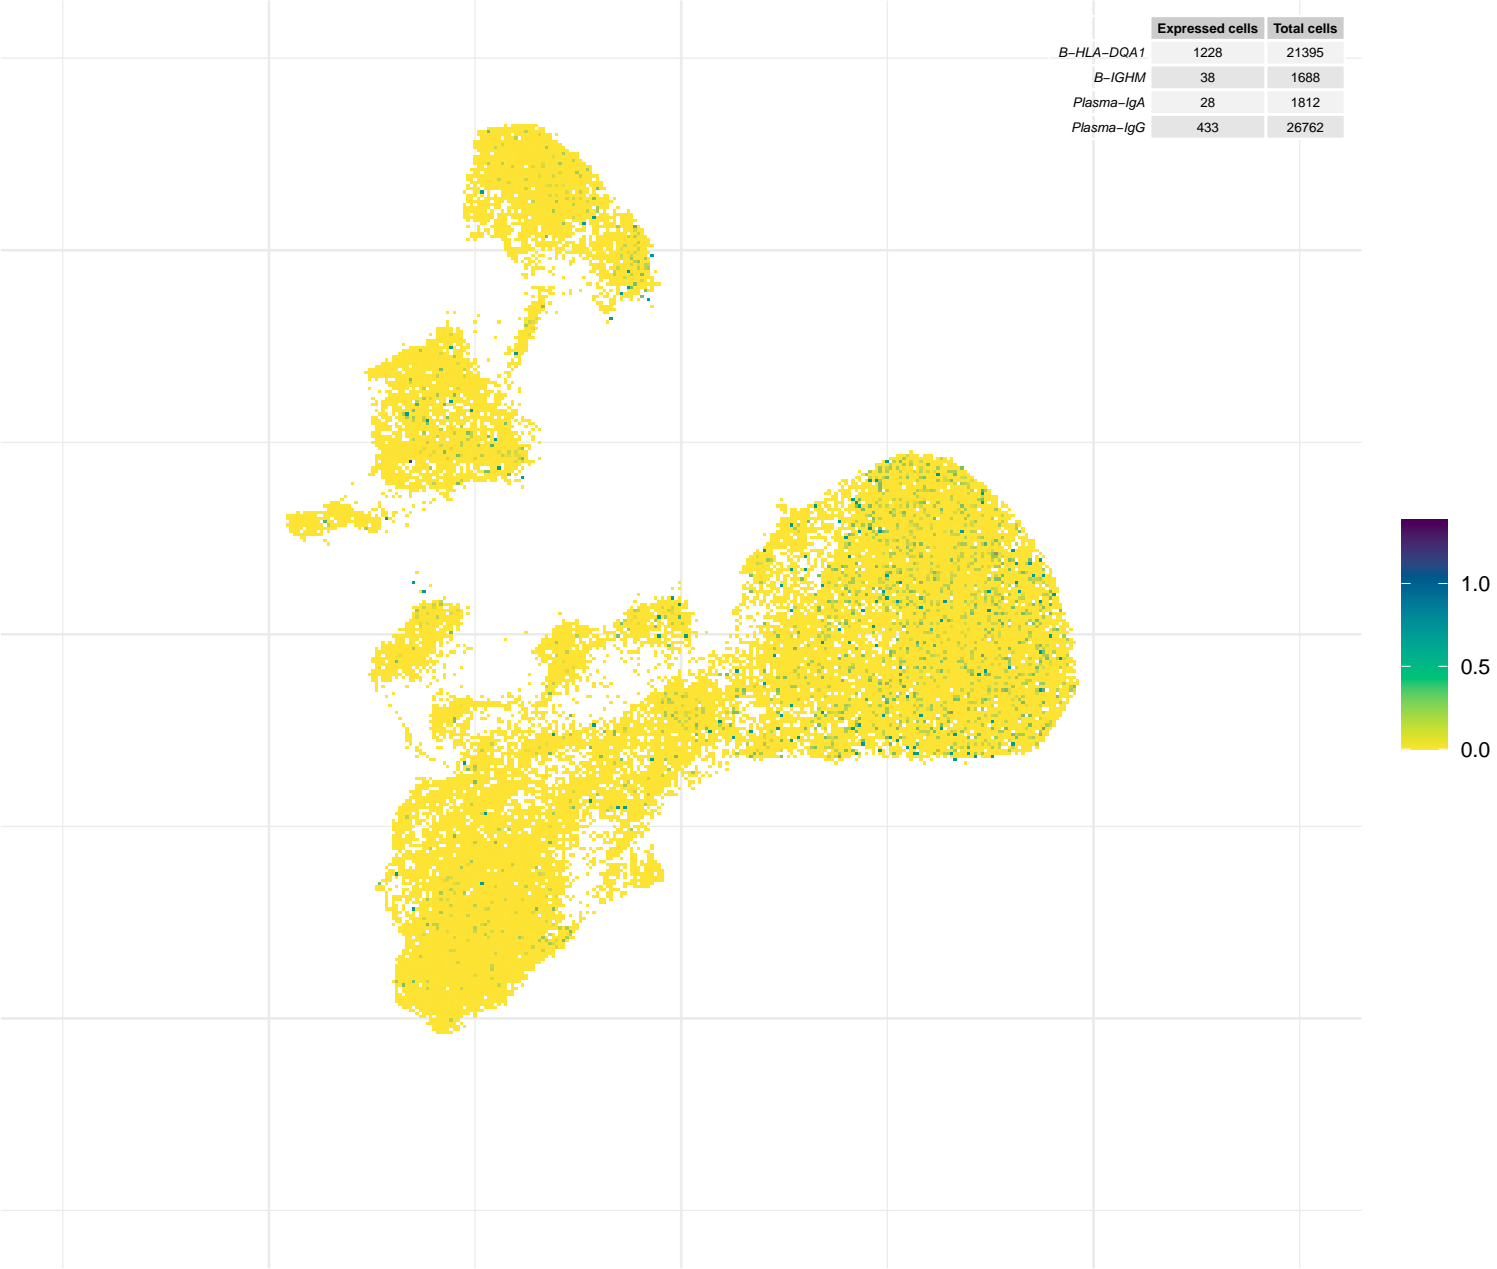 Expressed cells Total cells
B−HLA−DQA1 1228 21395
B−IGHM 38 1688
Plasma−IgA 28 1812
Plasma−IgG 433 26762
1.0
0.5
0.0